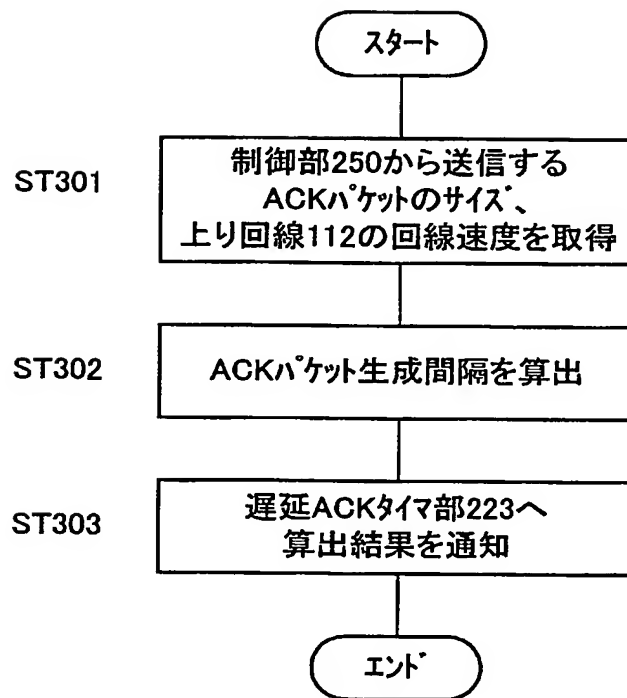 スタート
ST301
制御部250から送信する
ACKパケットのサイズ、
上り回線112の回線速度を取得
ST302
ACKパケット生成間隔を算出
ST303
遅延ACKタイマ部223へ
算出結果を通知
エンド